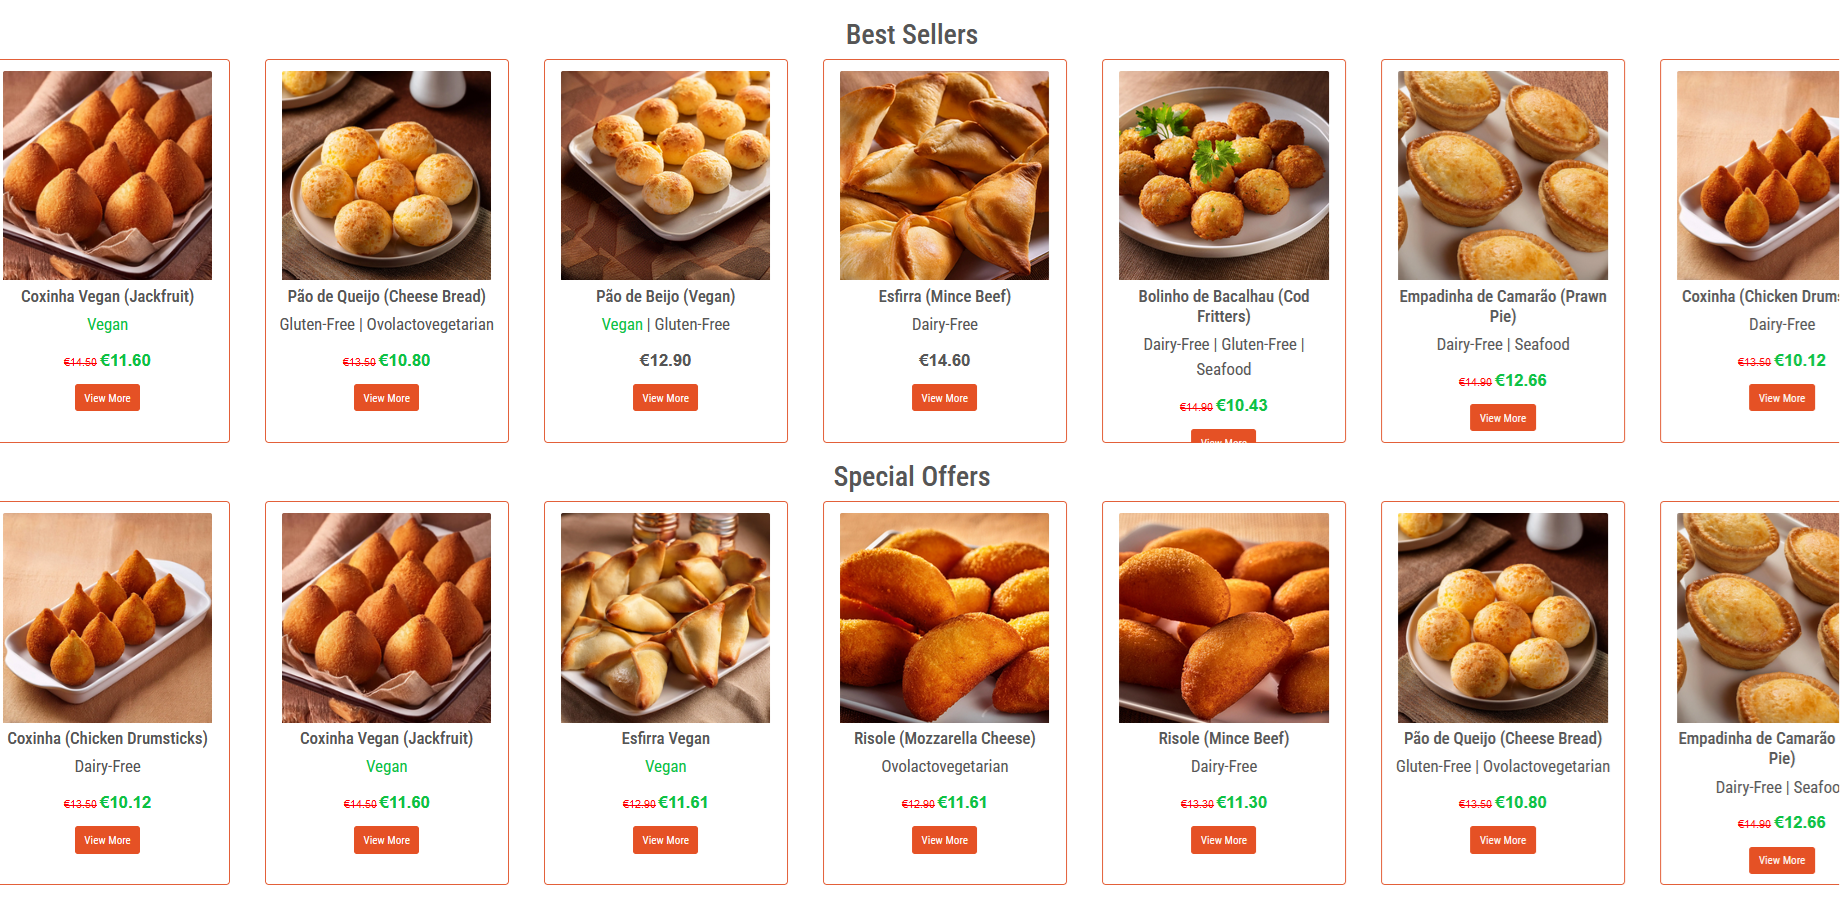 Best Sellers
Coxinha Vegan (Jackfruit)
Vegan
€14.50 €11.60
View More
Pão de Queijo (Cheese Bread)
Gluten-Free | Ovolactovegetarian
€13.50 €10.80
View More
Pão de Beijo (Vegan)
Vegan | Gluten-Free
€12.90
View More
Esfirra (Mince Beef)
Dairy-Free
€14.60
View More
Bolinho de Bacalhau (Cod
Fritters)
Dairy-Free | Gluten-Free |
Seafood
€14.90 €10.43
View More
Empadinha de Camarão (Prawn
Pie)
Dairy-Free | Seafood
€14.90 €12.66
View More
Coxinha (Chicken Drums
Dairy-Free
€13.50 €10.12
View More
Special Offers
Coxinha (Chicken Drumsticks)
Dairy-Free
€13.50 €10.12
View More
Coxinha Vegan (Jackfruit)
Vegan
€14.50 €11.60
View More
Esfirra Vegan
Vegan
€12.90 €11.61
View More
Risole (Mozzarella Cheese)
Ovolactovegetarian
€12.90 €11.61
View More
Risole (Mince Beef)
Dairy-Free
€13.30 €11.30
View More
Pão de Queijo (Cheese Bread)
Gluten-Free | Ovolactovegetarian
€13.50 €10.80
View More
Empadinha de Camarão
Pie)
Dairy-Free | Seafoo
€14.90 €12.66
View More